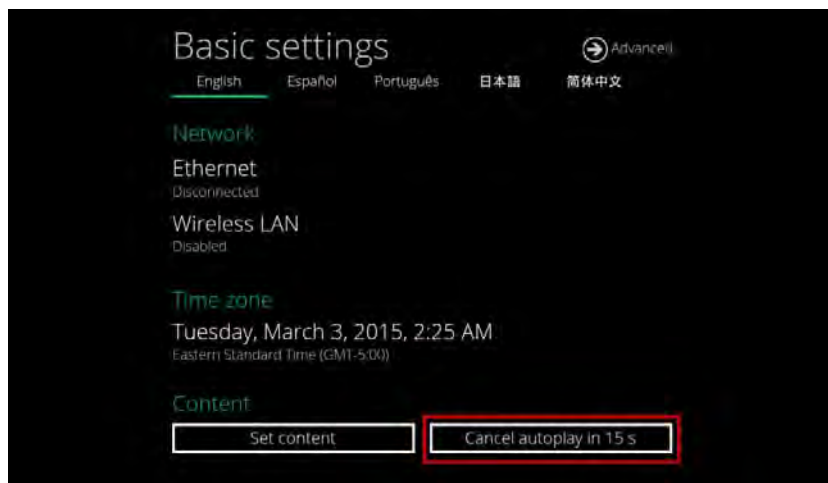 Basic settings
Advanced
English Español Português 日本語 简体中文
Network
Ethernet
Disconnected
Wireless LAN
Disabled
Time zone
Tuesday, March 3, 2015, 2:25 AM
Eastern Standard Time (GMT-5:00)
Content
Set content Cancel autoplay in 15 s